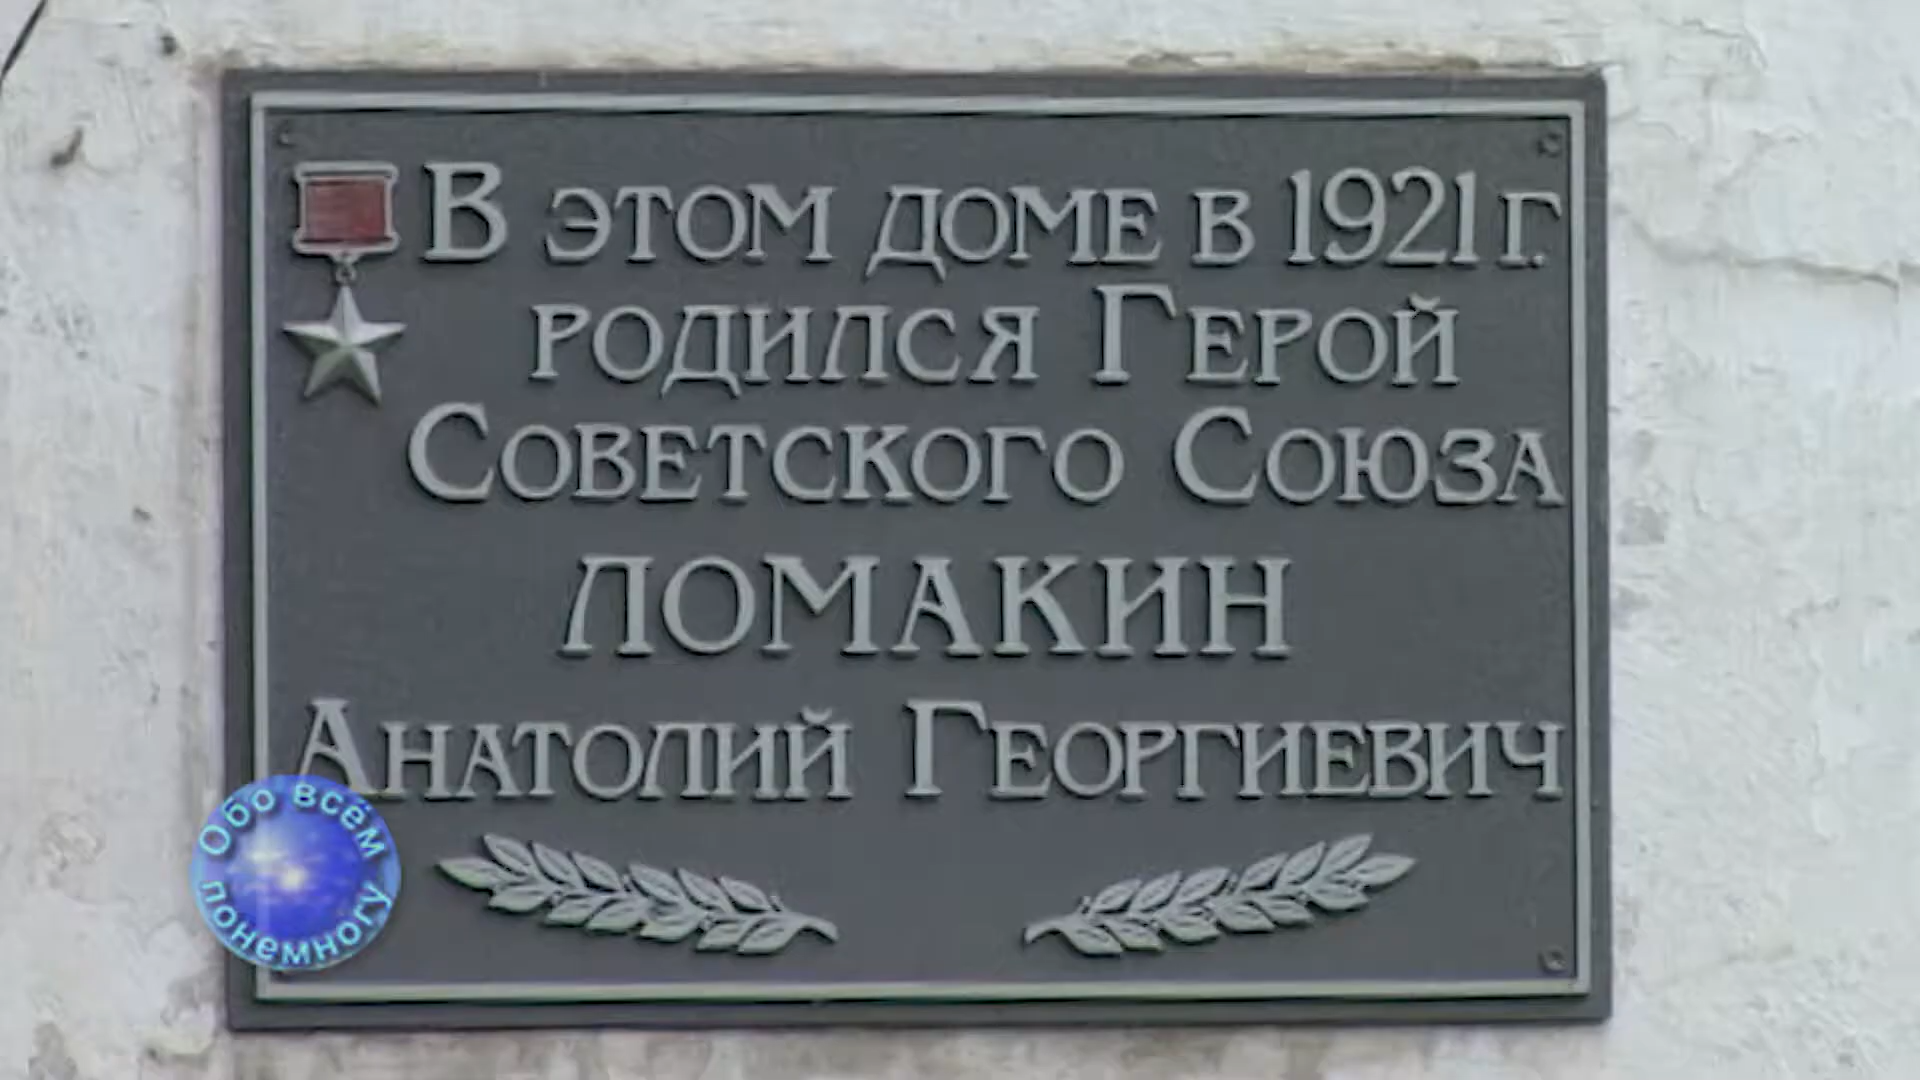 В этом доме в 1921 г.
родился Герой
Советского Союза
ЛОМАКИН
Анатолий Георгиевич
Обо всём
понемногу